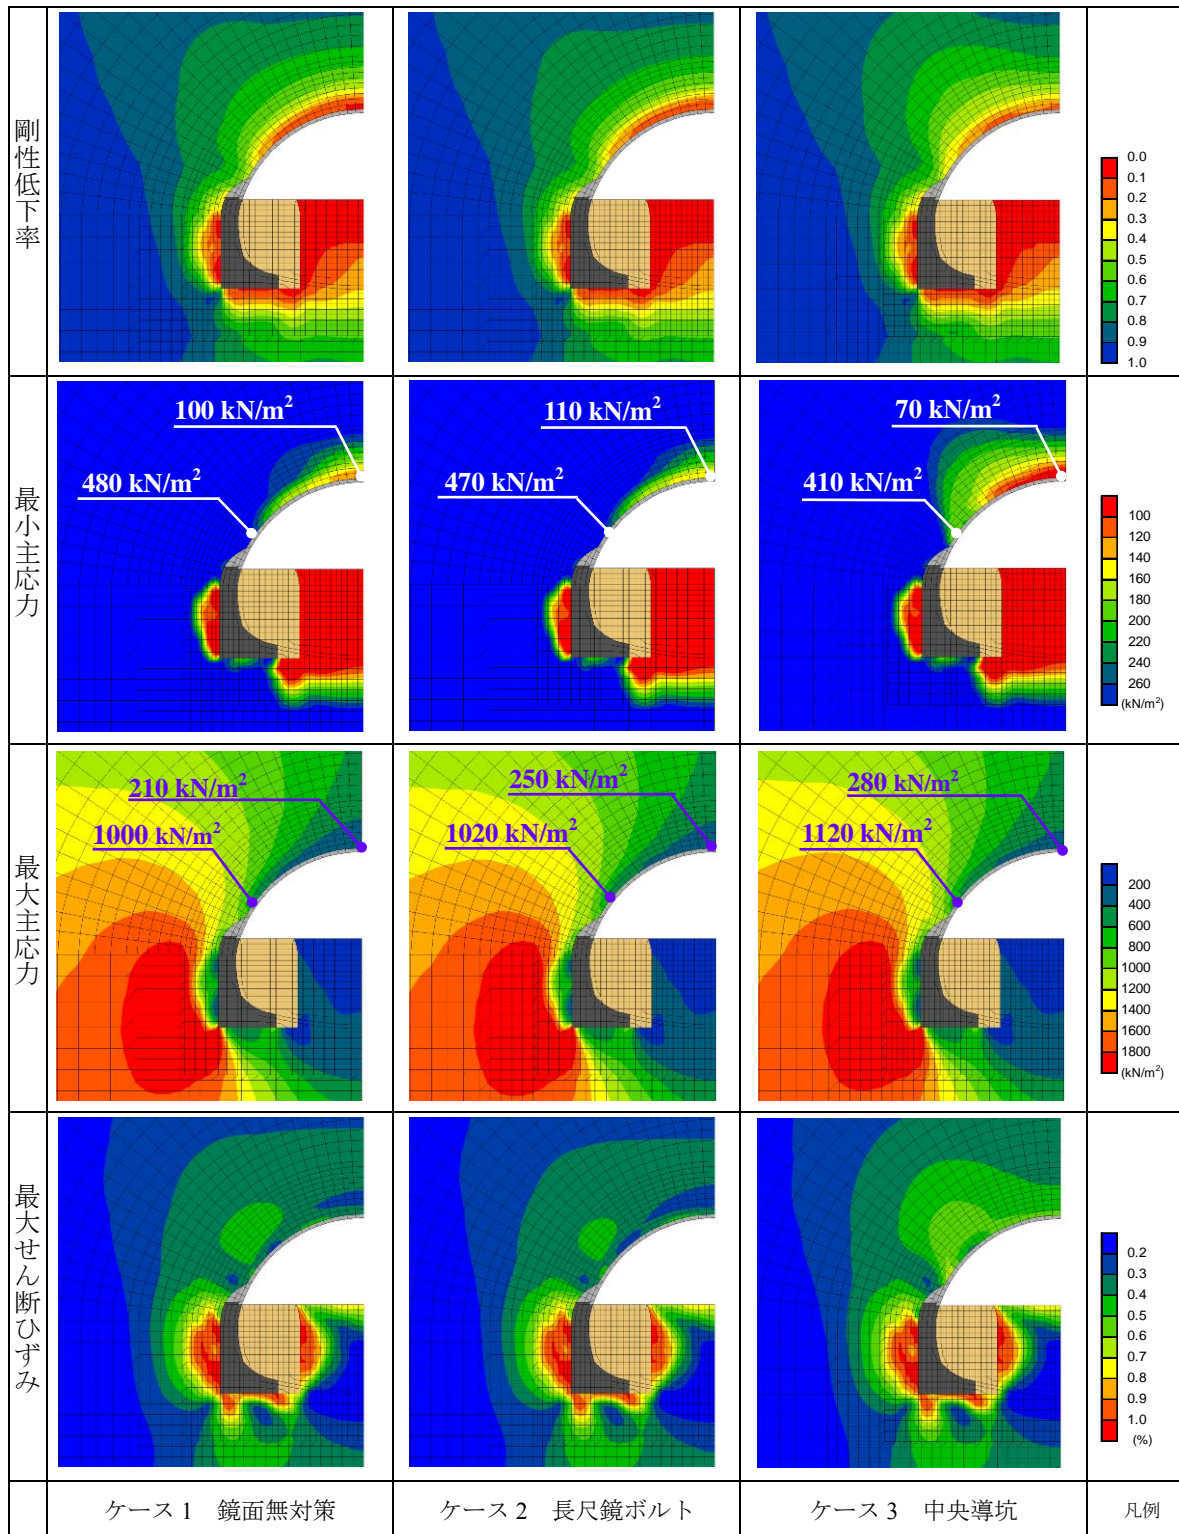 剛性低下率
0.0
0.1
0.2
0.3
0.4
0.5
0.6
0.7
0.8
0.9
1.0
最小主応力
100 kN/m²
480 kN/m²
110 kN/m²
470 kN/m²
70 kN/m²
410 kN/m²
100
120
140
160
180
200
220
240
260
(kN/m²)
最大主応力
210 kN/m²
1000 kN/m²
250 kN/m²
1020 kN/m²
280 kN/m²
1120 kN/m²
200
400
600
800
1000
1200
1400
1600
1800
(kN/m²)
最大せん断ひずみ
0.2
0.3
0.4
0.5
0.6
0.7
0.8
0.9
1.0
(%)
ケース 1　鏡面無対策
ケース 2　長尺鏡ボルト
ケース 3　中央導坑
凡例